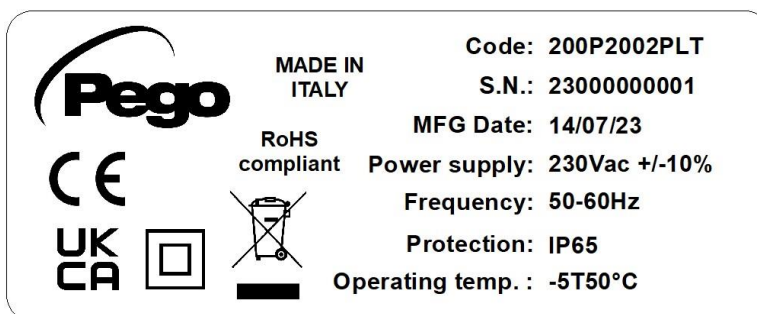 Pego
MADE IN
ITALY
RoHS
compliant
CE
UK
CA
Code: 200P2002PLT
S.N.: 23000000001
MFG Date: 14/07/23
Power supply: 230Vac +/-10%
Frequency: 50-60Hz
Protection: IP65
Operating temp. : -5T50°C